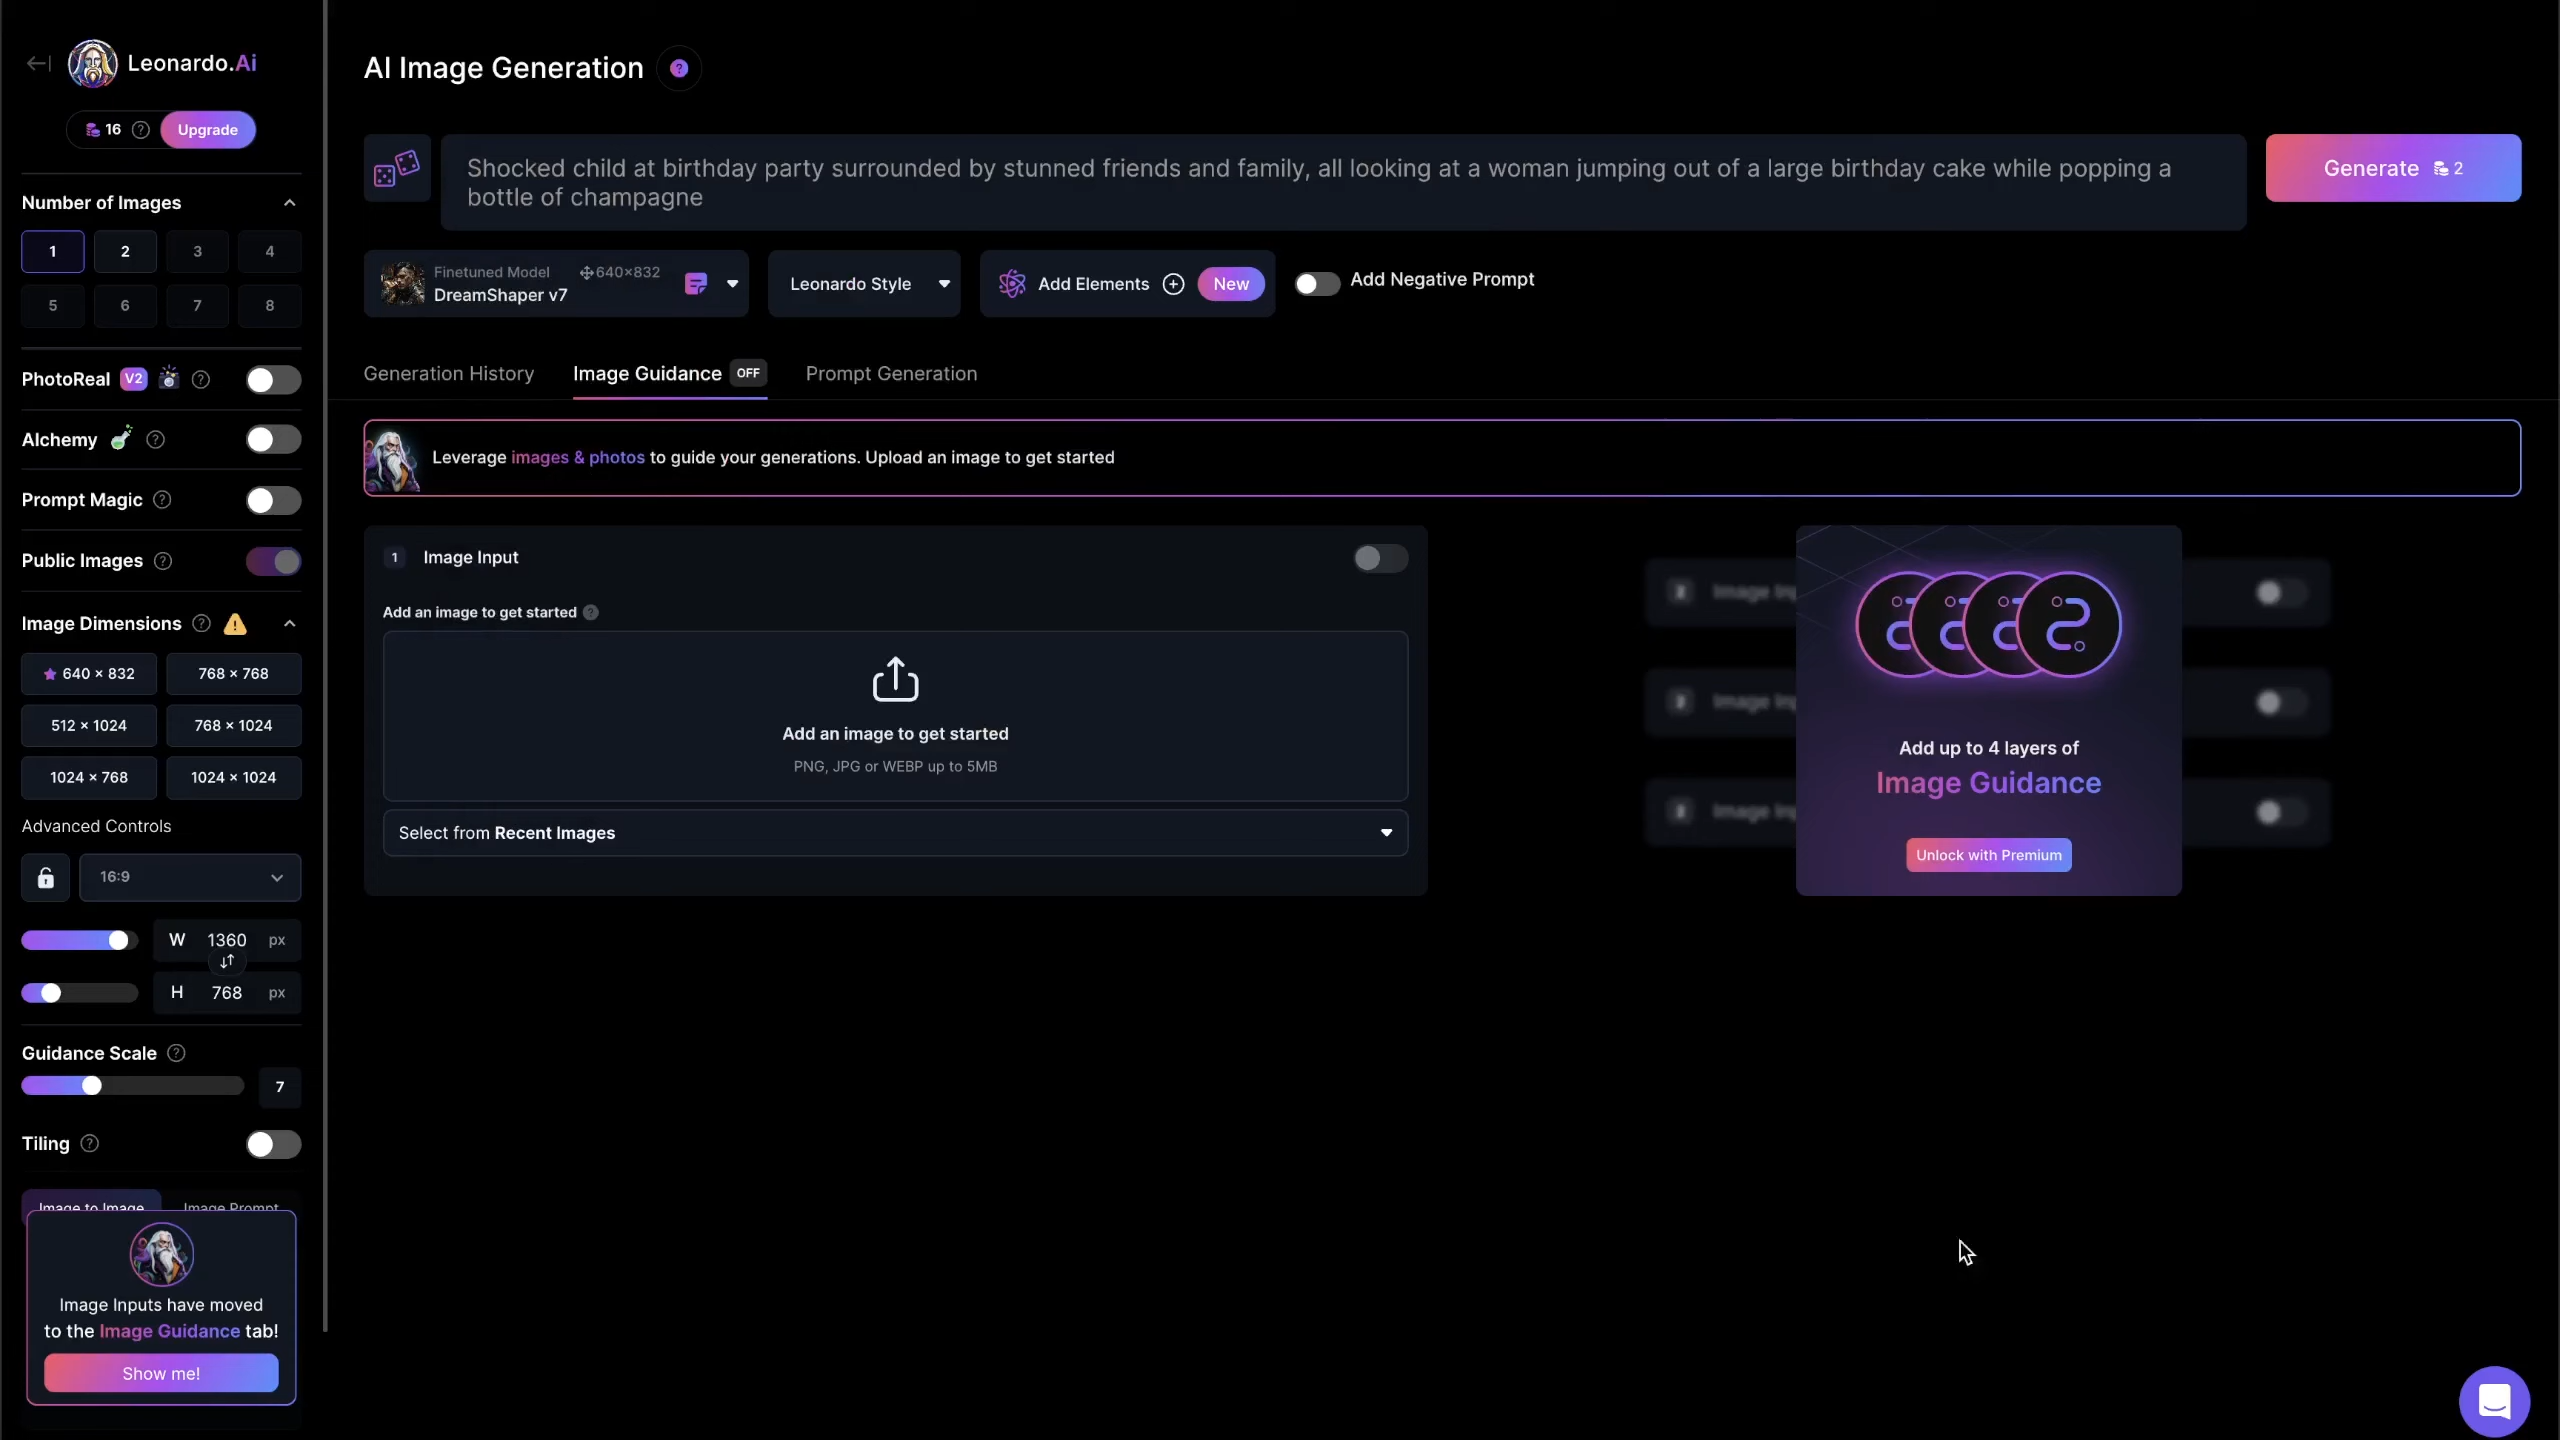 Leonardo.Ai
16
Upgrade
Number of Images
1
2
3
4
5
6
7
8
PhotoReal V2
Alchemy
Prompt Magic
Public Images
Image Dimensions
640 × 832
768 × 768
512 × 1024
768 × 1024
1024 × 768
1024 × 1024
Advanced Controls
16:9
W 1360 px
H 768 px
Guidance Scale
7
Tiling
Image to Image
Image Prompt
Image Inputs have moved
to the Image Guidance tab!
Show me!
AI Image Generation
Shocked child at birthday party surrounded by stunned friends and family, all looking at a woman jumping out of a large birthday cake while popping a
bottle of champagne
Generate 2
Finetuned Model 640×832
DreamShaper v7
Leonardo Style
Add Elements
New
Add Negative Prompt
Generation History
Image Guidance OFF
Prompt Generation
Leverage images & photos to guide your generations. Upload an image to get started
1 Image Input
Add an image to get started
Add an image to get started
PNG, JPG or WEBP up to 5MB
Select from Recent Images
Add up to 4 layers of
Image Guidance
Unlock with Premium